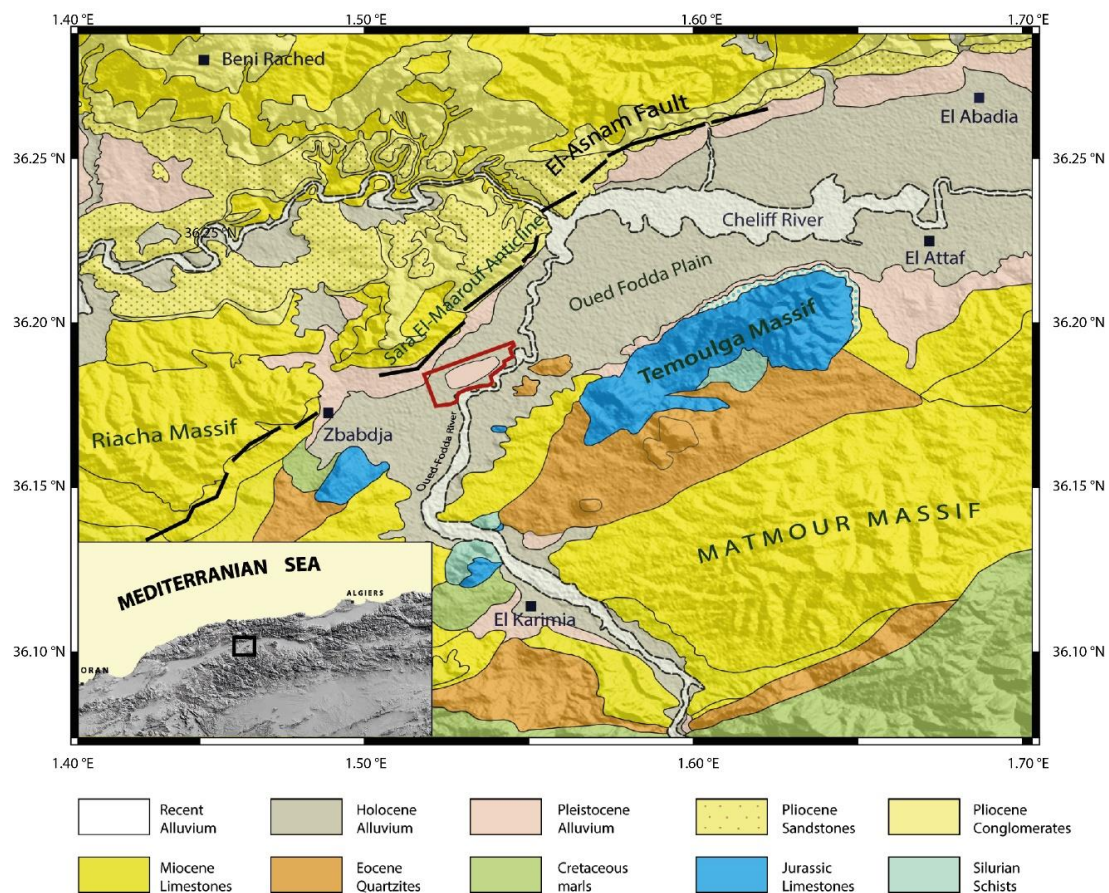 1.40 °E
1.50 °E
1.60 °E
1.70 °E
Beni Rached
El-Asnam Fault
El Abadia
36.25 °N
36.25 °N
36.25 °N
Cheliff River
El Attaf
Sara El-Maarouf Anticline
Oued Fodda Plain
36.20 °N
36.20 °N
Temoulga Massif
Riacha Massif
Zbabdja
Oued-Fodda River
36.15 °N
36.15 °N
MATMOUR MASSIF
MEDITERRANIAN SEA
ALGIERS
El Karimia
36.10 °N
36.10 °N
ORAN
1.40 °E
1.50 °E
1.60 °E
1.70 °E
Recent
Alluvium
Holocene
Alluvium
Pleistocene
Alluvium
Pliocene
Sandstones
Pliocene
Conglomerates
Miocene
Limestones
Eocene
Quartzites
Cretaceous
marls
Jurassic
Limestones
Silurian
Schists